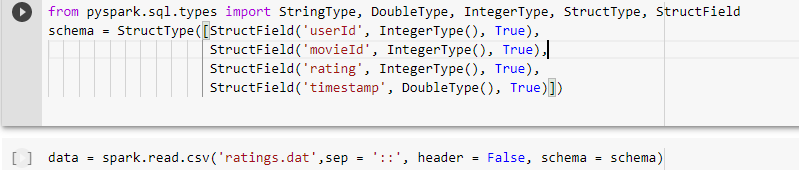 from pyspark.sql.types import StringType, DoubleType, IntegerType, StructType, StructField
schema = StructType([StructField('userId', IntegerType(), True),
StructField('movieId', IntegerType(), True),
StructField('rating', IntegerType(), True),
StructField('timestamp', DoubleType(), True)])
[ ] data = spark.read.csv('ratings.dat',sep = '::', header = False, schema = schema)